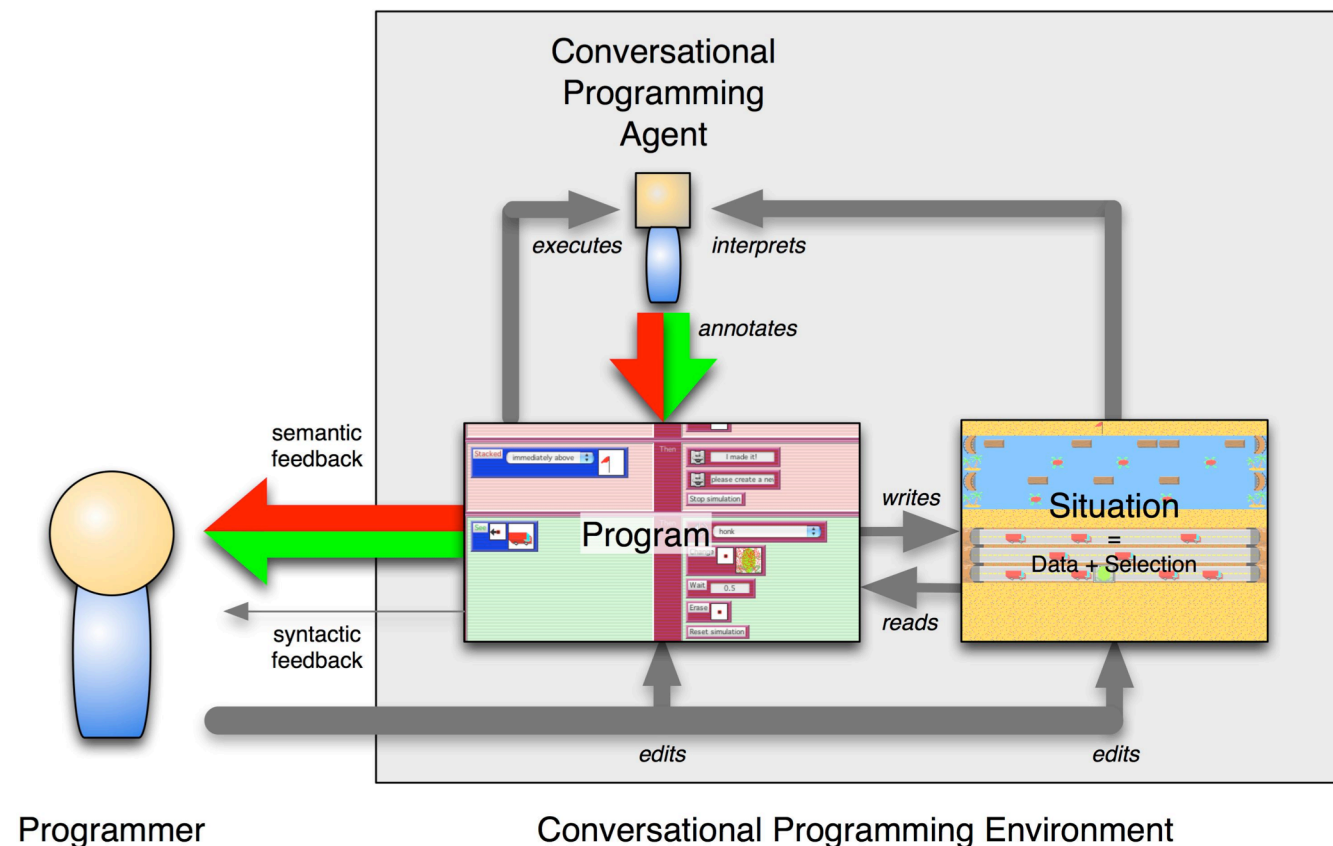 Conversational
Programming
Agent
executes
interprets
annotates
semantic
feedback
Stacked
immediately above
Then
I made it!
please create a ne
Stop simulation
writes
Situation
=
Data + Selection
See
Program
honk
Wait
0.5
Erase
Reset simulation
reads
syntactic
feedback
edits
edits
Programmer
Conversational Programming Environment